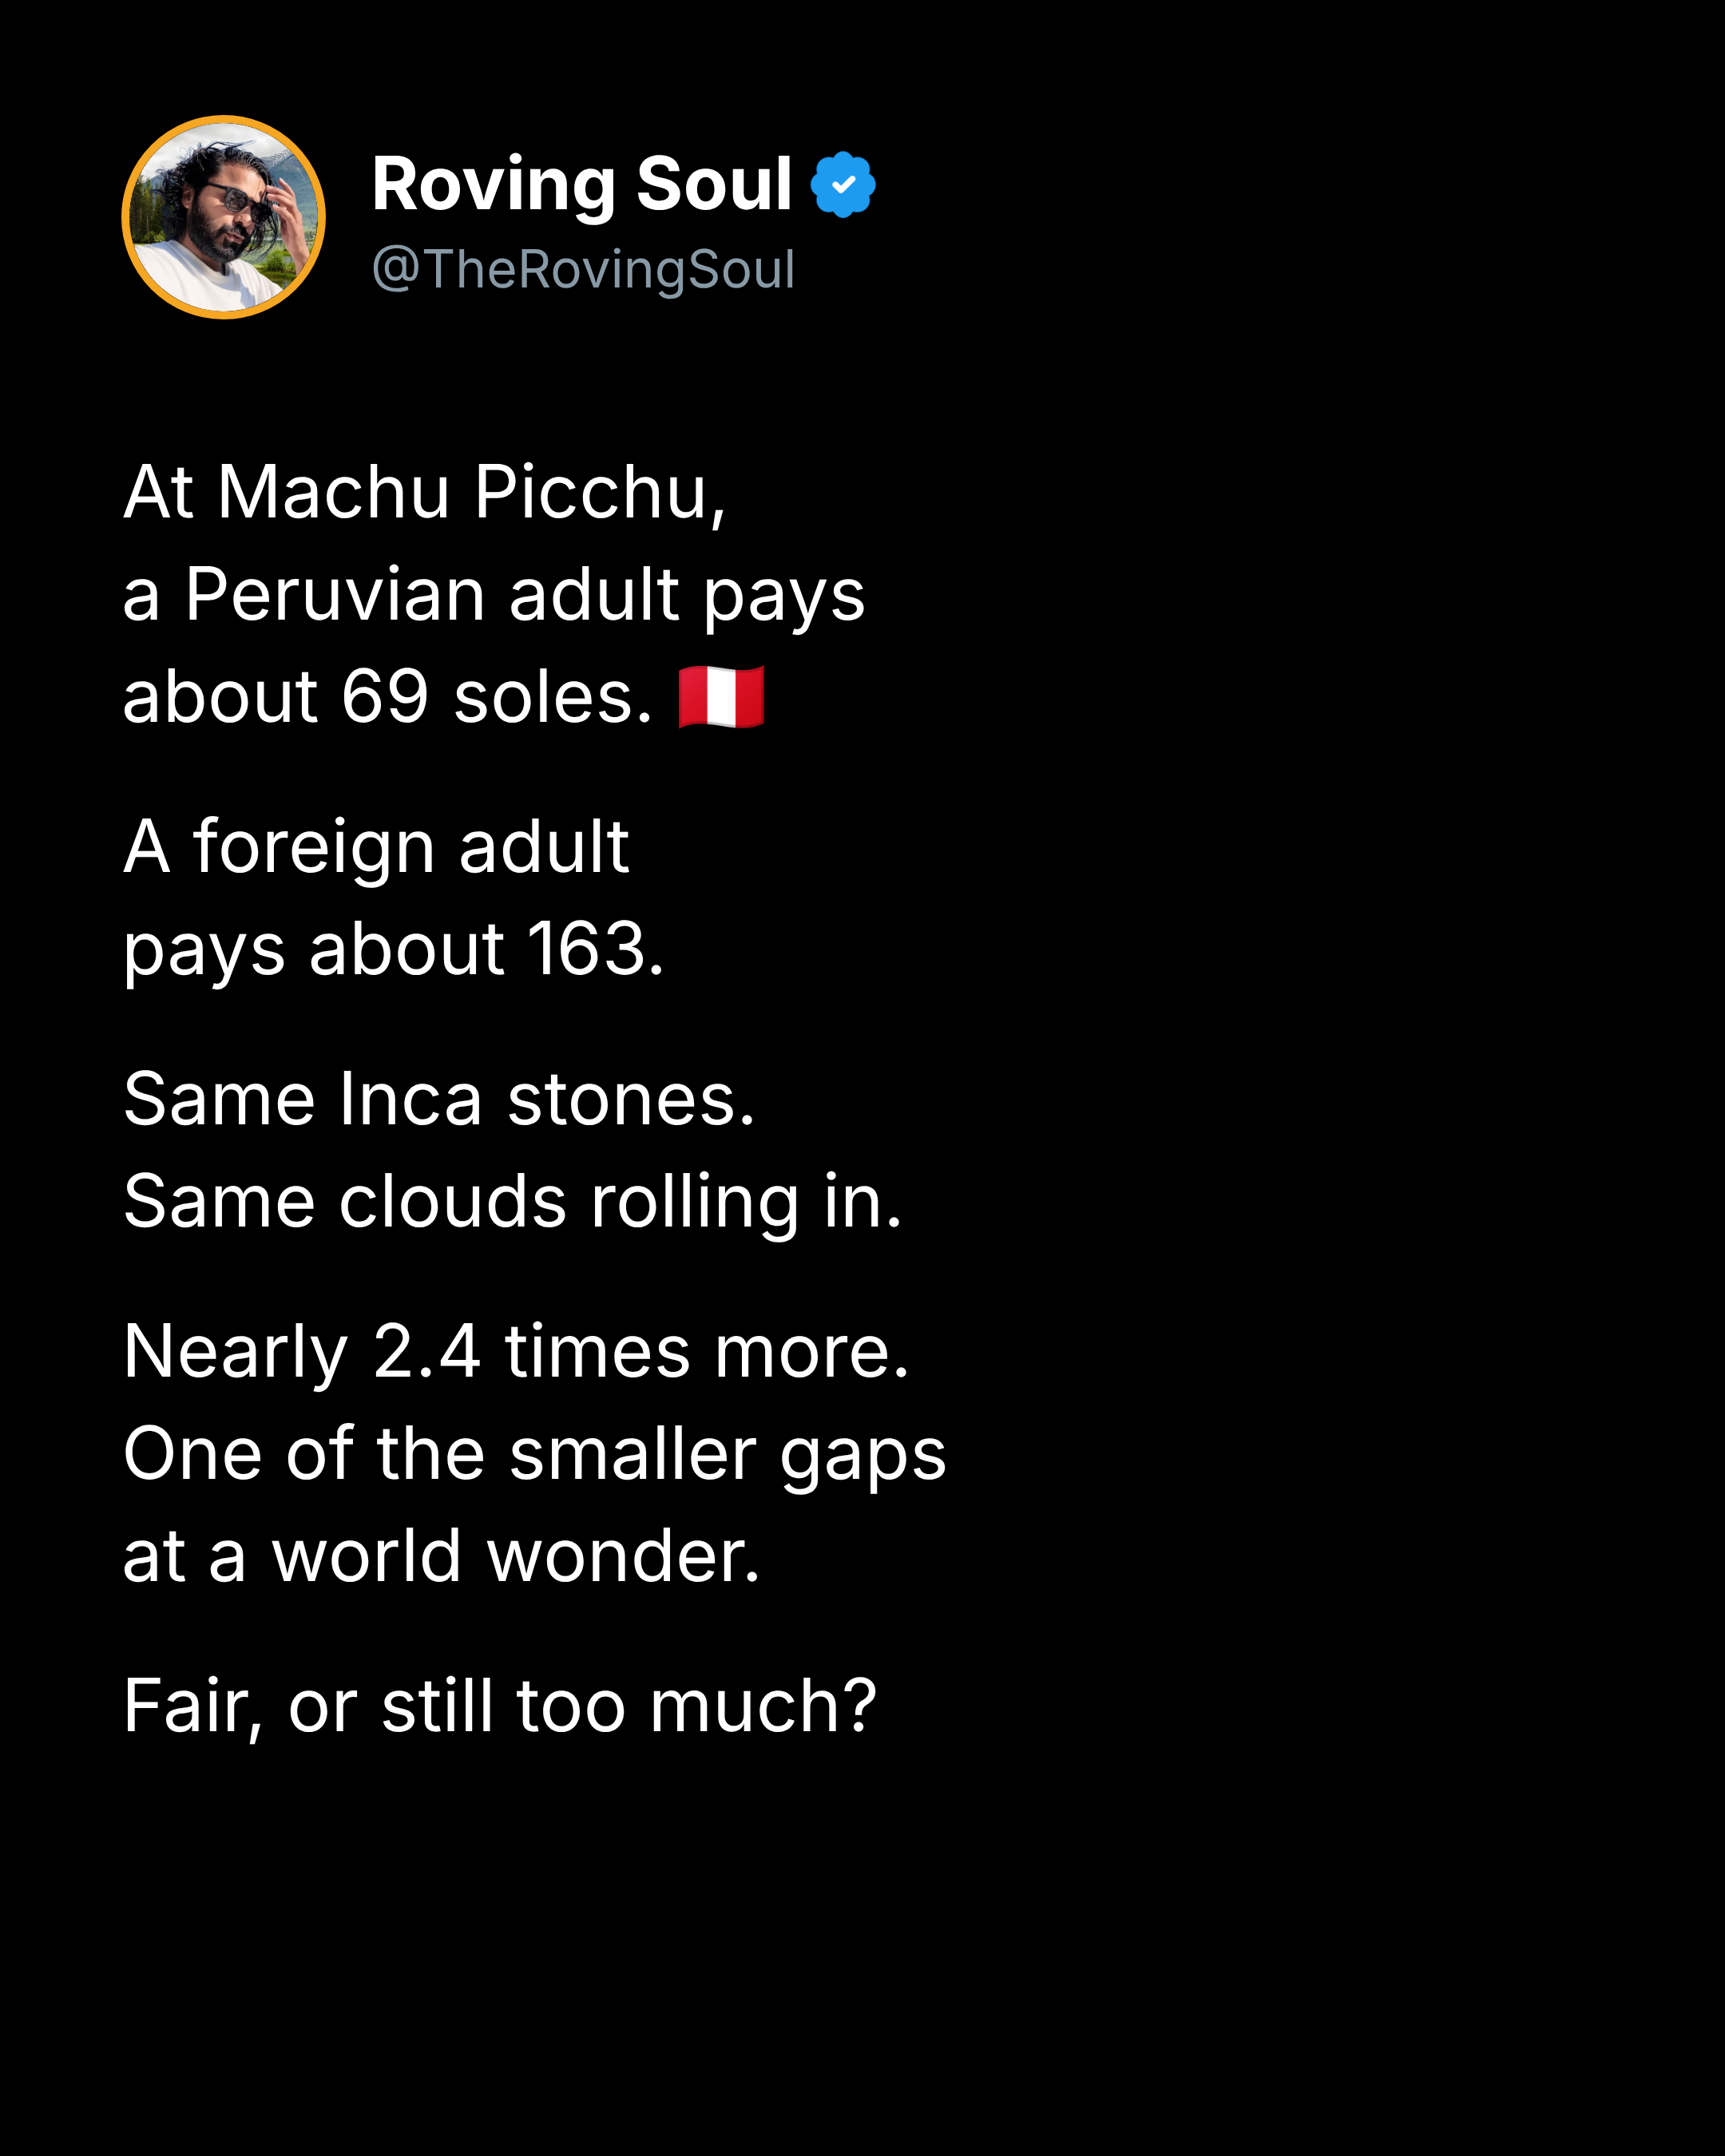 Roving Soul
@TheRovingSoul
At Machu Picchu,
a Peruvian adult pays
about 69 soles. 🇵🇪
A foreign adult
pays about 163.
Same Inca stones.
Same clouds rolling in.
Nearly 2.4 times more.
One of the smaller gaps
at a world wonder.
Fair, or still too much?